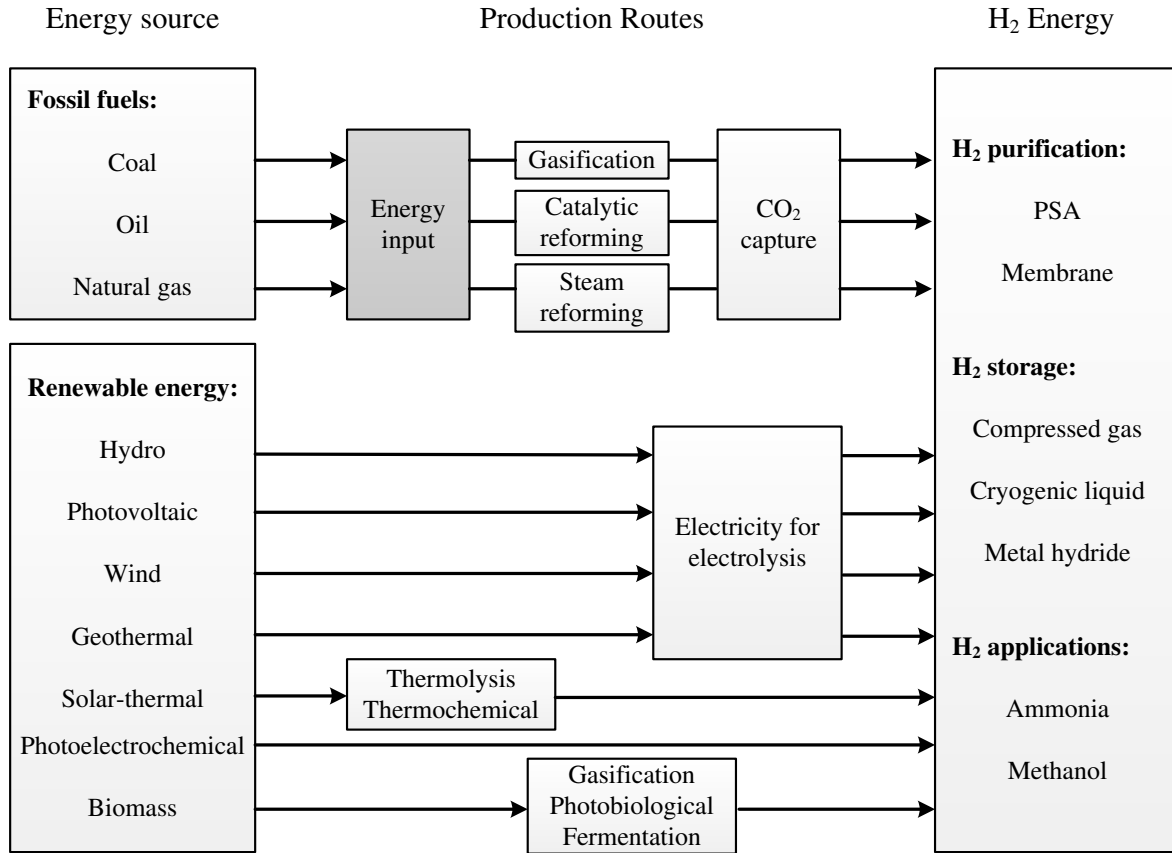 Energy source
Production Routes
H₂ Energy
Fossil fuels:
Coal
Oil
Natural gas
Energy
input
Gasification
Catalytic
reforming
Steam
reforming
CO₂
capture
Renewable energy:
Hydro
Photovoltaic
Wind
Geothermal
Solar-thermal
Photoelectrochemical
Biomass
Electricity for
electrolysis
Thermolysis
Thermochemical
Gasification
Photobiological
Fermentation
H₂ purification:
PSA
Membrane
H₂ storage:
Compressed gas
Cryogenic liquid
Metal hydride
H₂ applications:
Ammonia
Methanol